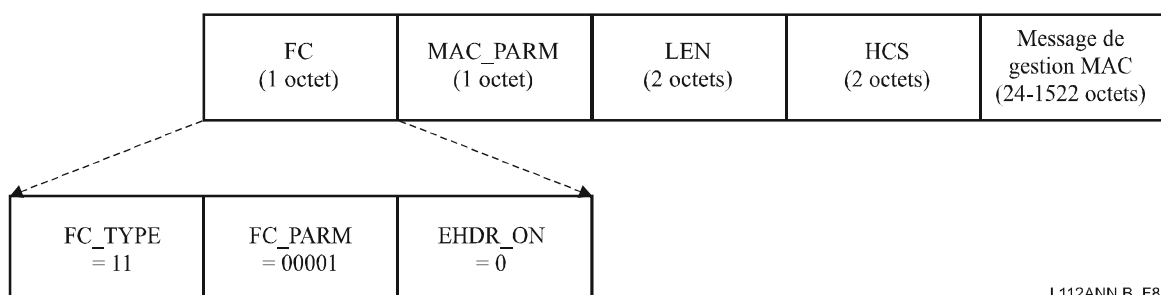 FC
(1 octet)
MAC_PARM
(1 octet)
LEN
(2 octets)
HCS
(2 octets)
Message de
gestion MAC
(24-1522 octets)
FC_TYPE
= 11
FC_PARM
= 00001
EHDR_ON
= 0
L112ANN.B_F8